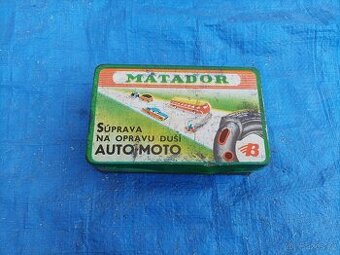 MATADOR
SÚPRAVA
NA OPRAVU DUŠÍ
AUTO-MOTO
B